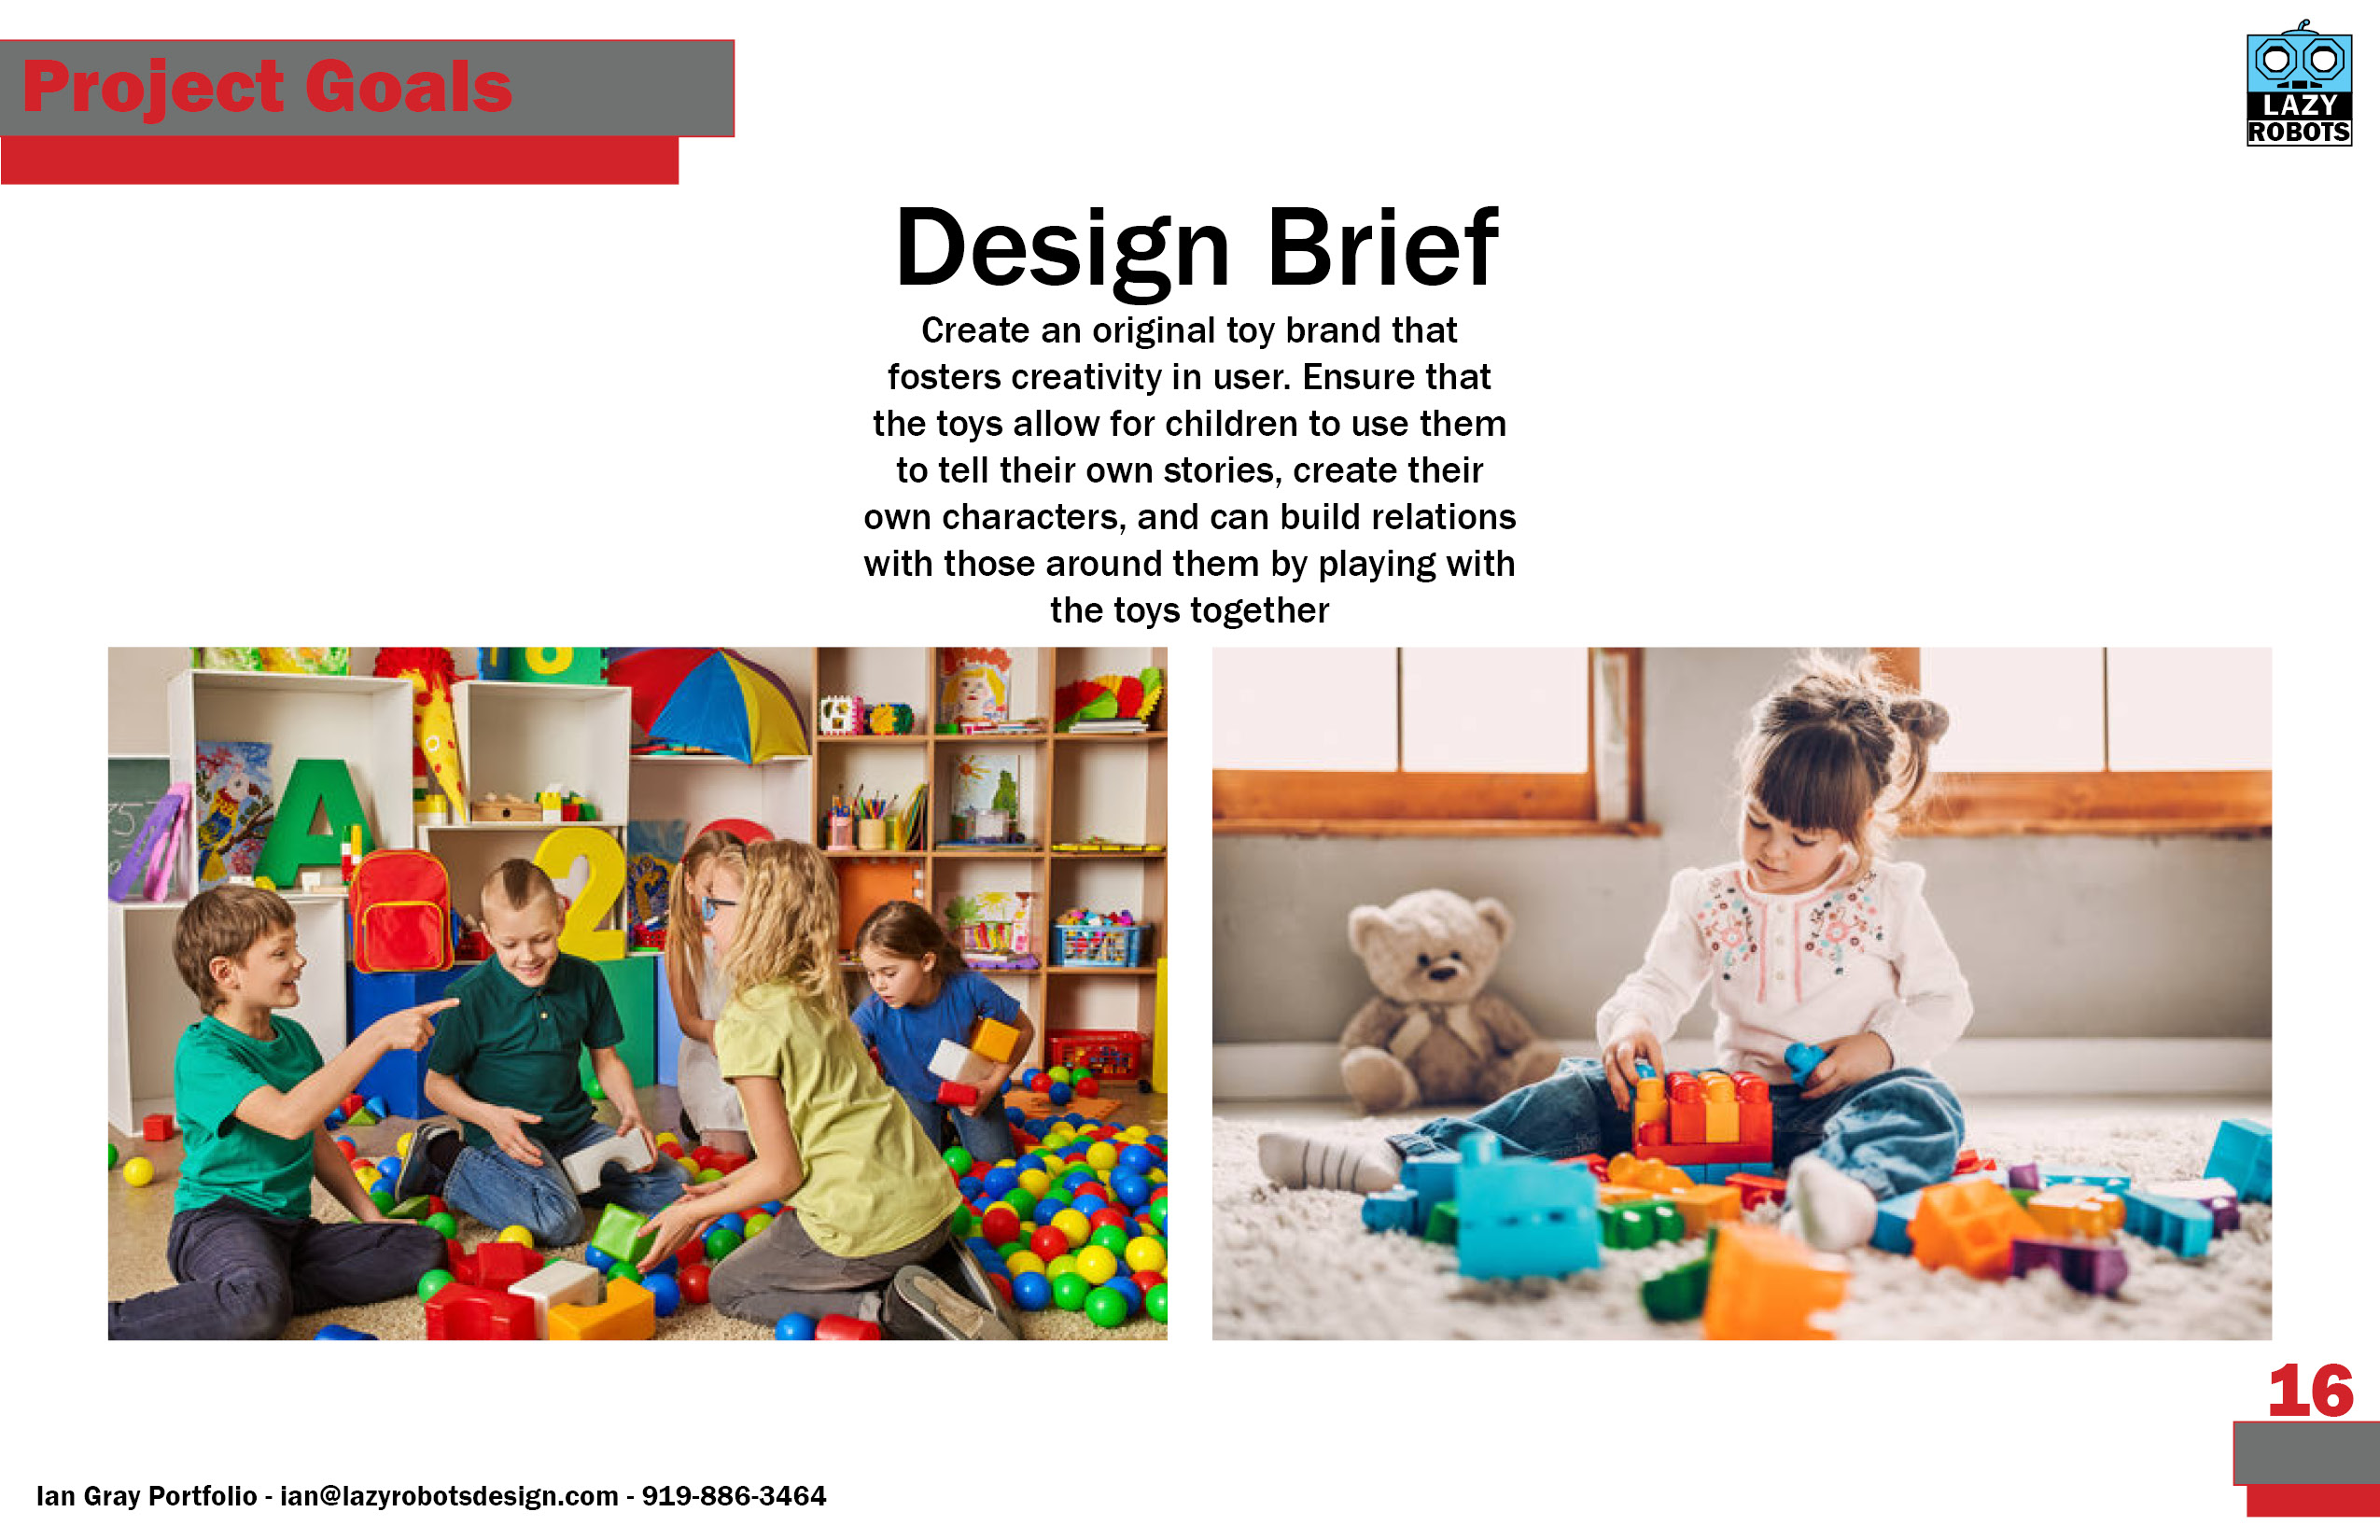 Project Goals
LAZY
ROBOTS
Design Brief
Create an original toy brand that
fosters creativity in user. Ensure that
the toys allow for children to use them
to tell their own stories, create their
own characters, and can build relations
with those around them by playing with
the toys together
A
2
16
Ian Gray Portfolio - ian@lazyrobotsdesign.com - 919-886-3464